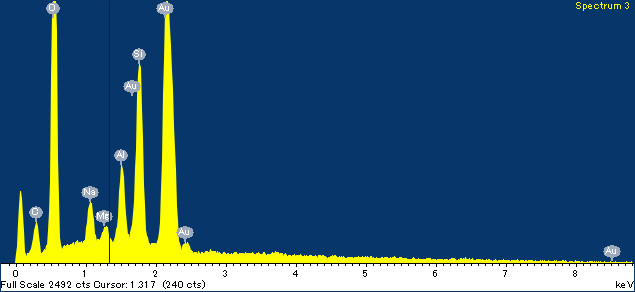 Spectrum 3
O
Au
Si
Au
Al
Na
C
Mg
Au
Au
0 1 2 3 4 5 6 7 8
Full Scale 2492 cts Cursor: 1.317 (240 cts) keV